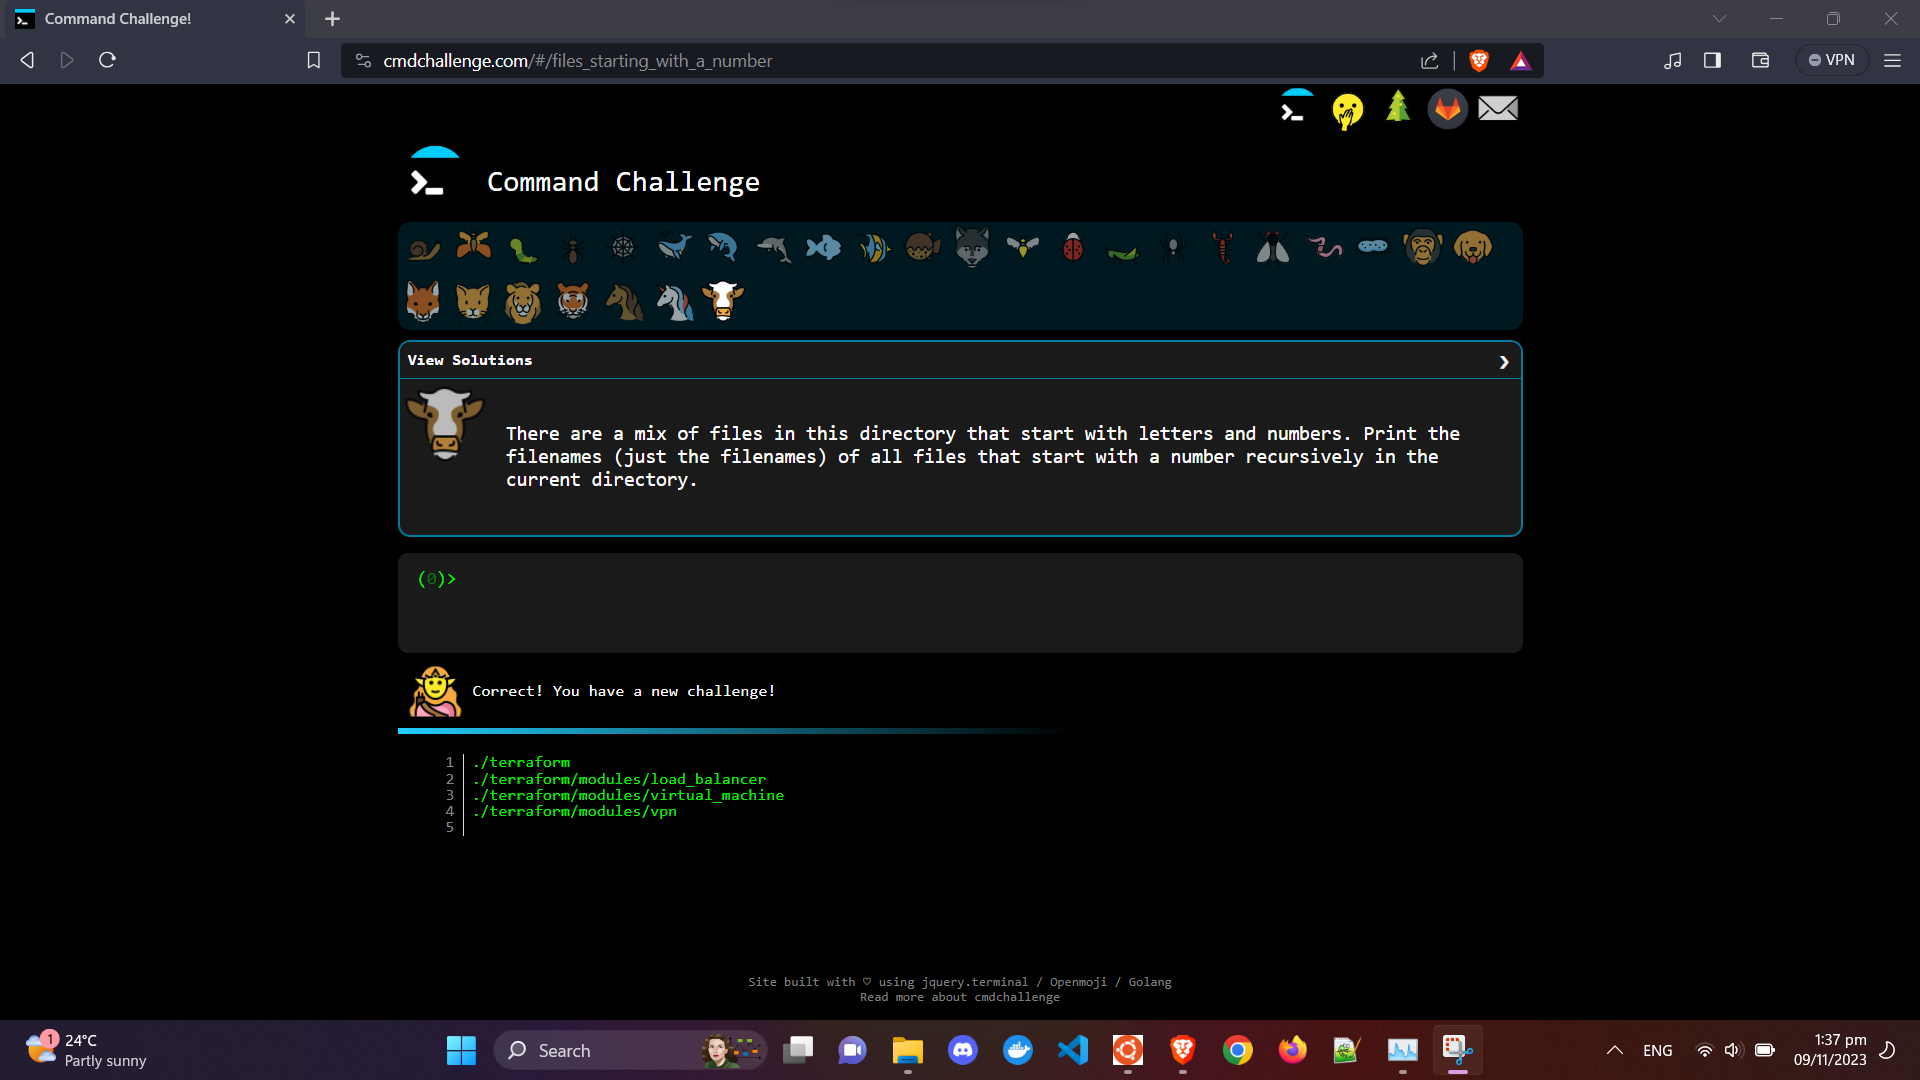 Command Challenge!
cmdchallenge.com/#/files_starting_with_a_number
VPN
Command Challenge
View Solutions
There are a mix of files in this directory that start with letters and numbers. Print the
filenames (just the filenames) of all files that start with a number recursively in the
current directory.
(0)>
Correct! You have a new challenge!
1 ./terraform
2 ./terraform/modules/load_balancer
3 ./terraform/modules/virtual_machine
4 ./terraform/modules/vpn
5
Site built with ♡ using jquery.terminal / Openmoji / Golang
Read more about cmdchallenge
1
24°C
Partly sunny
Search
ENG
1:37 pm
09/11/2023